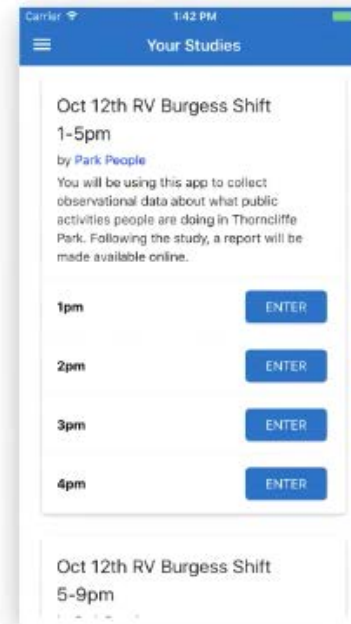 Carrier 1:42 PM
Your Studies
Oct 12th RV Burgess Shift
1-5pm
by Park People
You will be using this app to collect
observational data about what public
activities people are doing in Thorncliffe
Park. Following the study, a report will be
made available online.
1pm ENTER
2pm ENTER
3pm ENTER
4pm ENTER
Oct 12th RV Burgess Shift
5-9pm